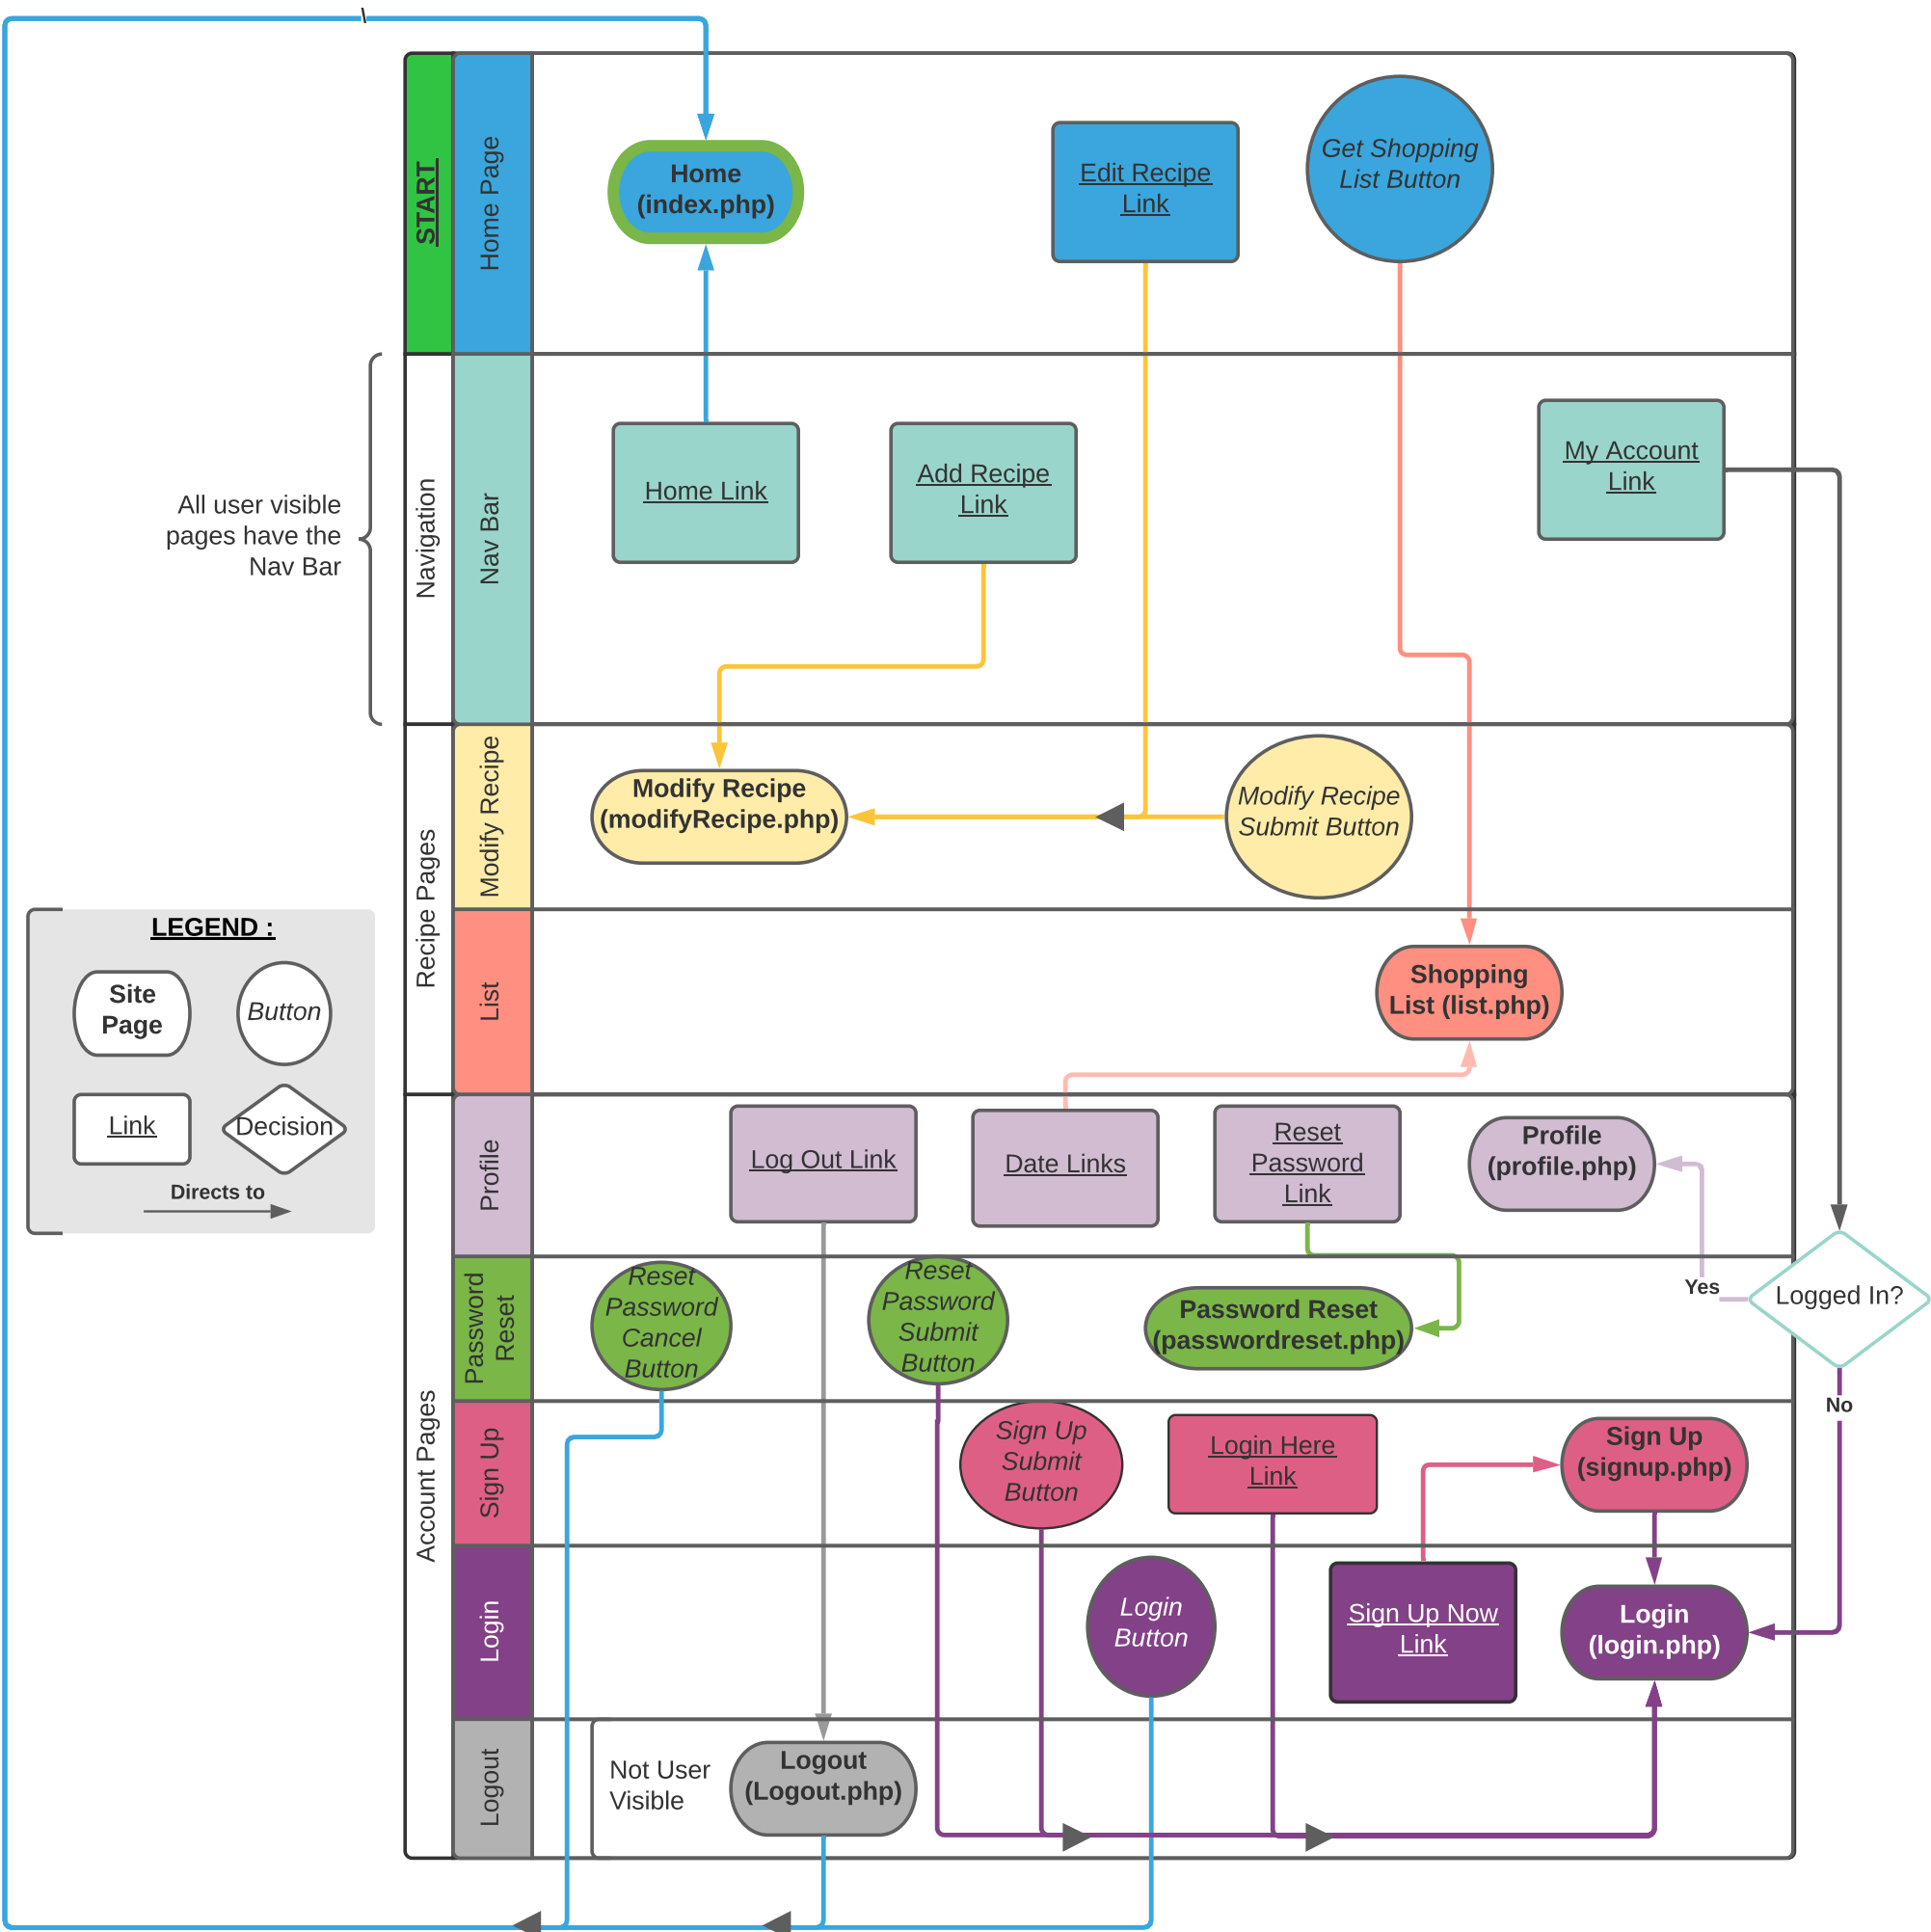 \
START
Home Page
Home
(index.php)
Edit Recipe
Link
Get Shopping
List Button
All user visible
pages have the
Nav Bar
Navigation
Nav Bar
Home Link
Add Recipe
Link
My Account
Link
Recipe Pages
Modify Recipe
Modify Recipe
(modifyRecipe.php)
Modify Recipe
Submit Button
List
Shopping
List (list.php)
LEGEND :
Site
Page
Button
Link
Decision
Directs to
Account Pages
Profile
Log Out Link
Date Links
Reset
Password
Link
Profile
(profile.php)
Password
Reset
Reset
Password
Cancel
Button
Reset
Password
Submit
Button
Password Reset
(passwordreset.php)
Yes
Logged In?
No
Sign Up
Sign Up
Submit
Button
Login Here
Link
Sign Up
(signup.php)
Login
Login
Button
Sign Up Now
Link
Login
(login.php)
Logout
Not User
Visible
Logout
(Logout.php)